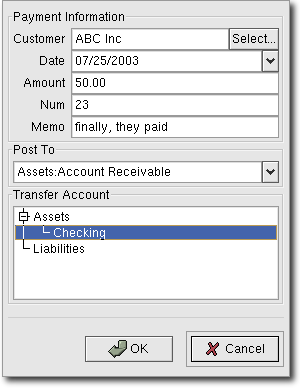 Payment Information
Customer ABC Inc Select...
Date 07/25/2003
Amount 50.00
Num 23
Memo finally, they paid
Post To
Assets:Account Receivable
Transfer Account
Assets
Checking
Liabilities
OK Cancel